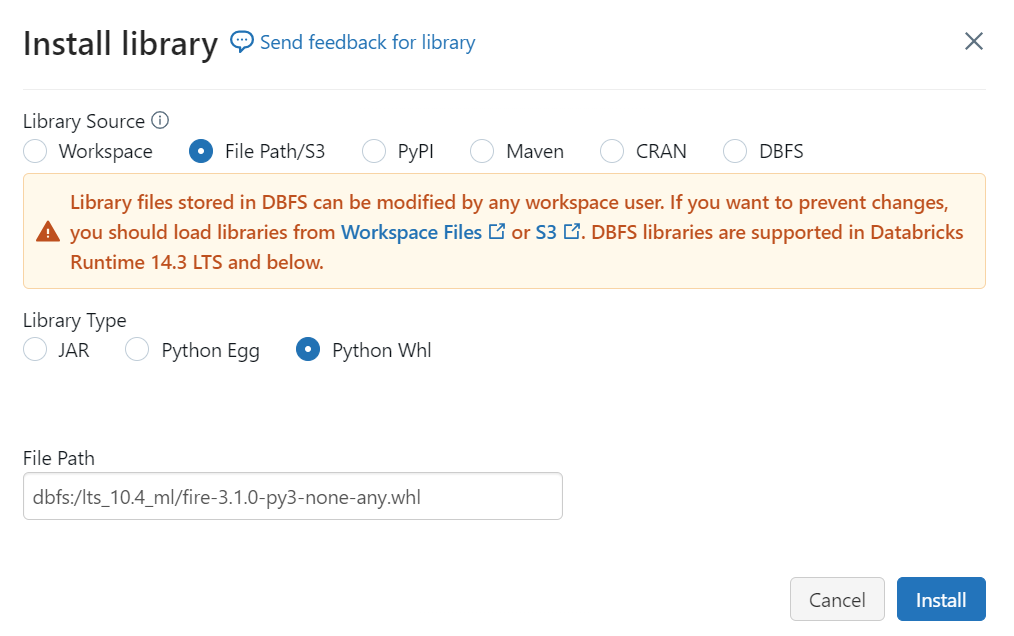 Install library Send feedback for library
Library Source
Workspace File Path/S3 PyPI Maven CRAN DBFS
Library files stored in DBFS can be modified by any workspace user. If you want to prevent changes,
you should load libraries from Workspace Files or S3. DBFS libraries are supported in Databricks
Runtime 14.3 LTS and below.
Library Type
JAR Python Egg Python Whl
File Path
dbfs:/lts_10.4_ml/fire-3.1.0-py3-none-any.whl
Cancel Install